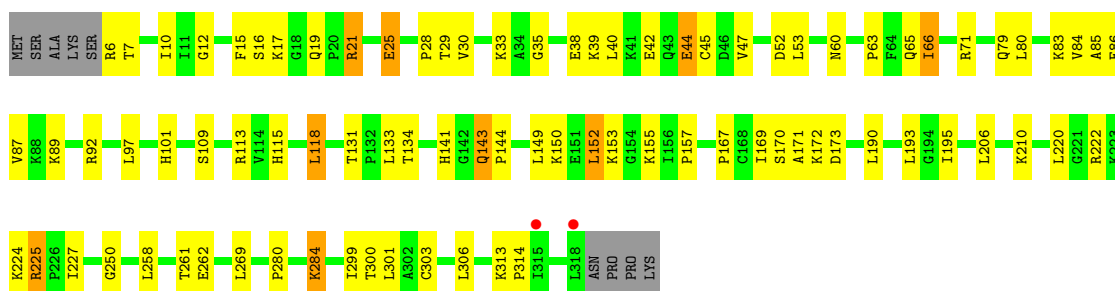 MET SER ALA LYS SER R6 T7 I10 I11 G12 F15 S16 K17 G18 Q19 P20 R21 E25 P28 T29 V30 K33 A34 G35 E38 K39 L40 K41 E42 Q43 E44 C45 D46 V47 D52 L53 N60 P63 F64 Q65 I66 R71 Q79 L80 K83 V84 A85
V87 K88 K89 R92 L97 H101 S109 R113 V114 H115 L118 T131 P132 L133 T134 H141 G142 Q143 P144 L149 K150 E151 L152 K153 G154 K155 I156 P157 P167 C168 I169 S170 A171 K172 D173 L190 L193 G194 I195 L206 K210 L220 G221 R222
K224 R225 P226 I227 G250 L258 T261 E262 L269 P280 K284 I299 T300 L301 A302 C303 L306 K313 P314 I315 L318 ASN PRO PRO LYS